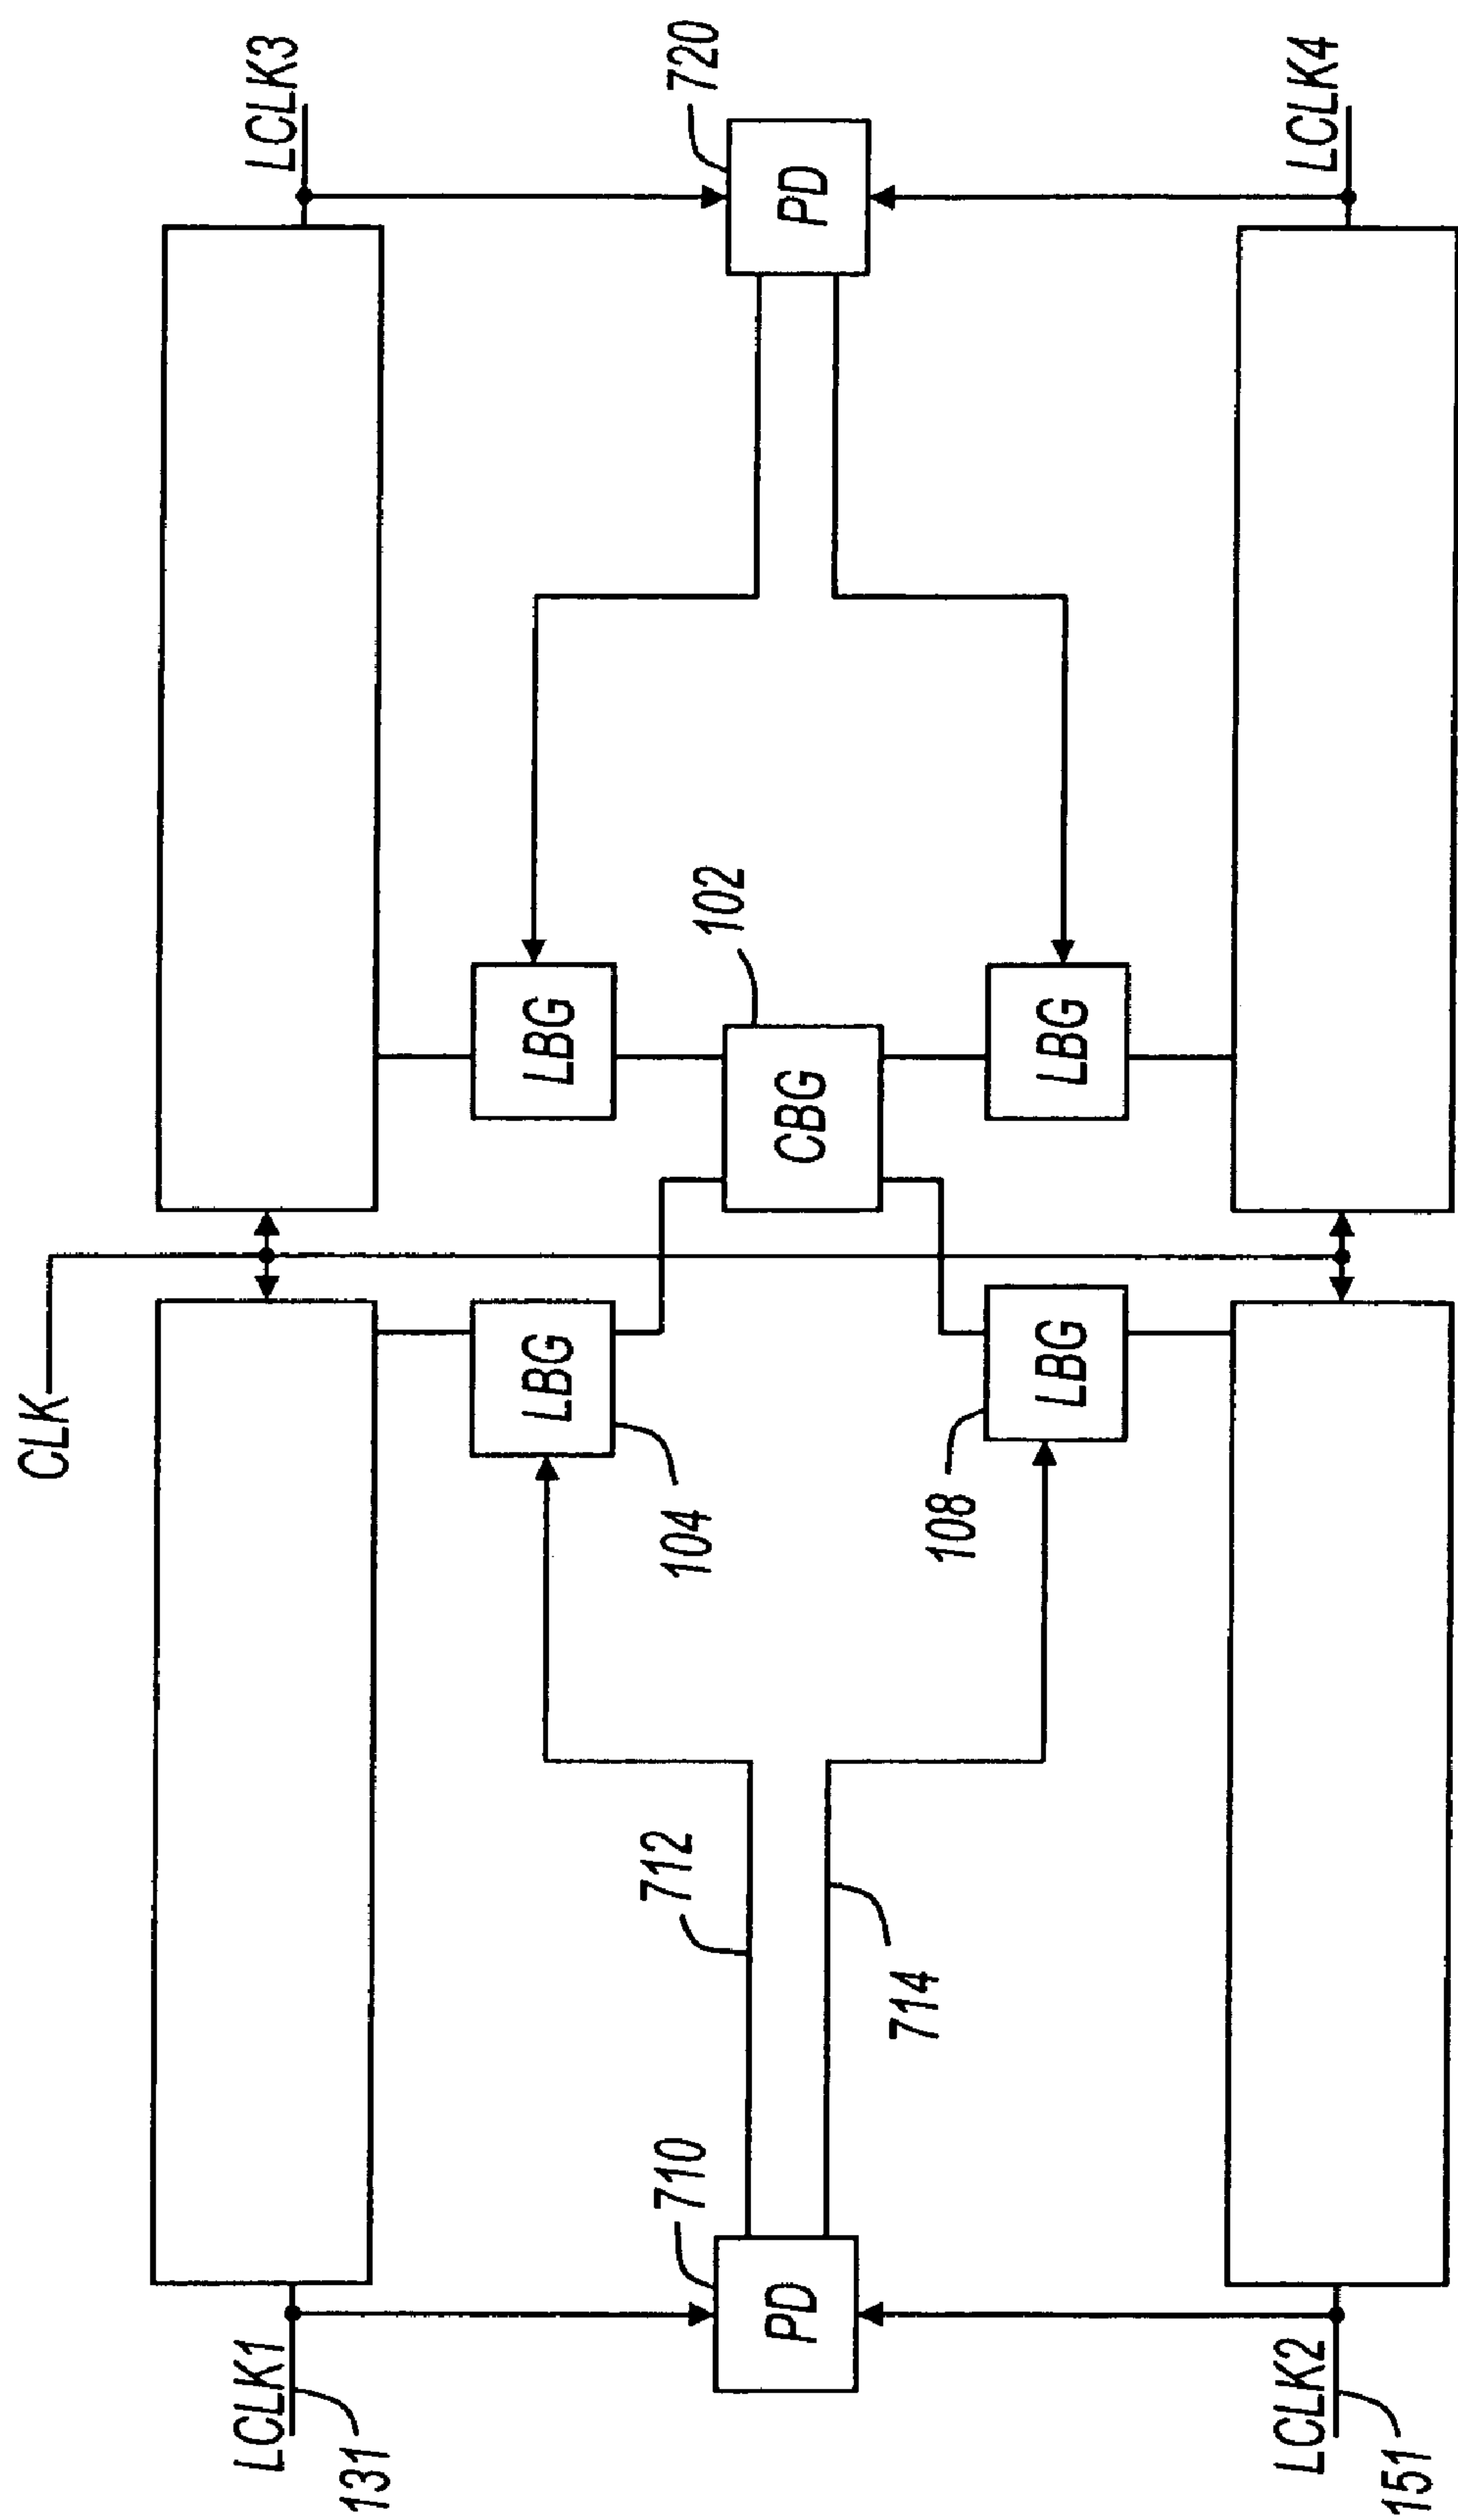 CLK
LCLK1
131
LCLK3
710
PD
712
104
LBG
LBG
102
CBG
720
PD
714
108
LBG
LBG
LCLK2
151
LCLK4